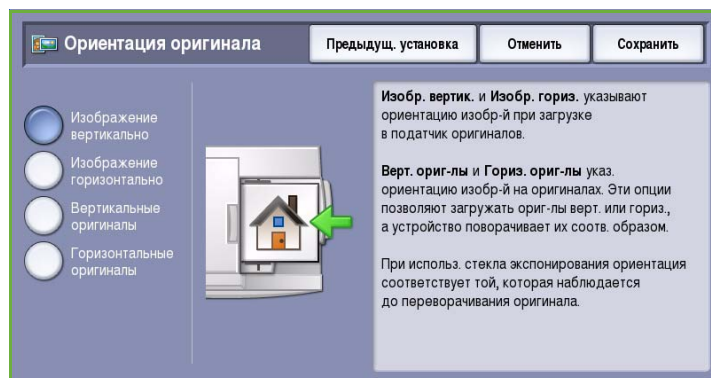 Ориентация оригинала
Предыдущ. установка
Отменить
Сохранить
Изображение
вертикально
Изображение
горизонтально
Вертикальные
оригиналы
Горизонтальные
оригиналы
Изобр. вертик. и Изобр. гориз. указывают
ориентацию изобр-й при загрузке
в податчик оригиналов.
Верт. ориг-лы и Гориз. ориг-лы указ.
ориентацию изобр-й на оригиналах. Эти опции
позволяют загружать ориг-лы верт. или гориз.,
а устройство поворачивает их соотв. образом.
При использ. стекла экспонирования ориентация
соответствует той, которая наблюдается
до переворачивания оригинала.